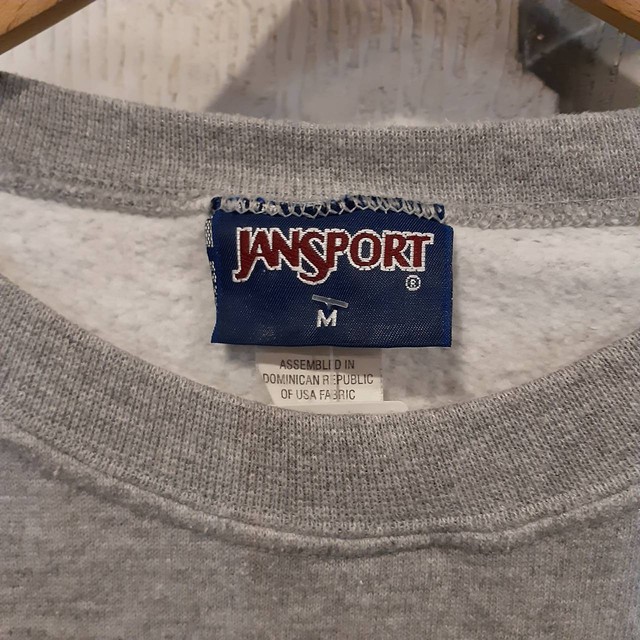 JANSPORT
®
M
ASSEMBLED IN
DOMINICAN REPUBLIC
OF USA FABRIC